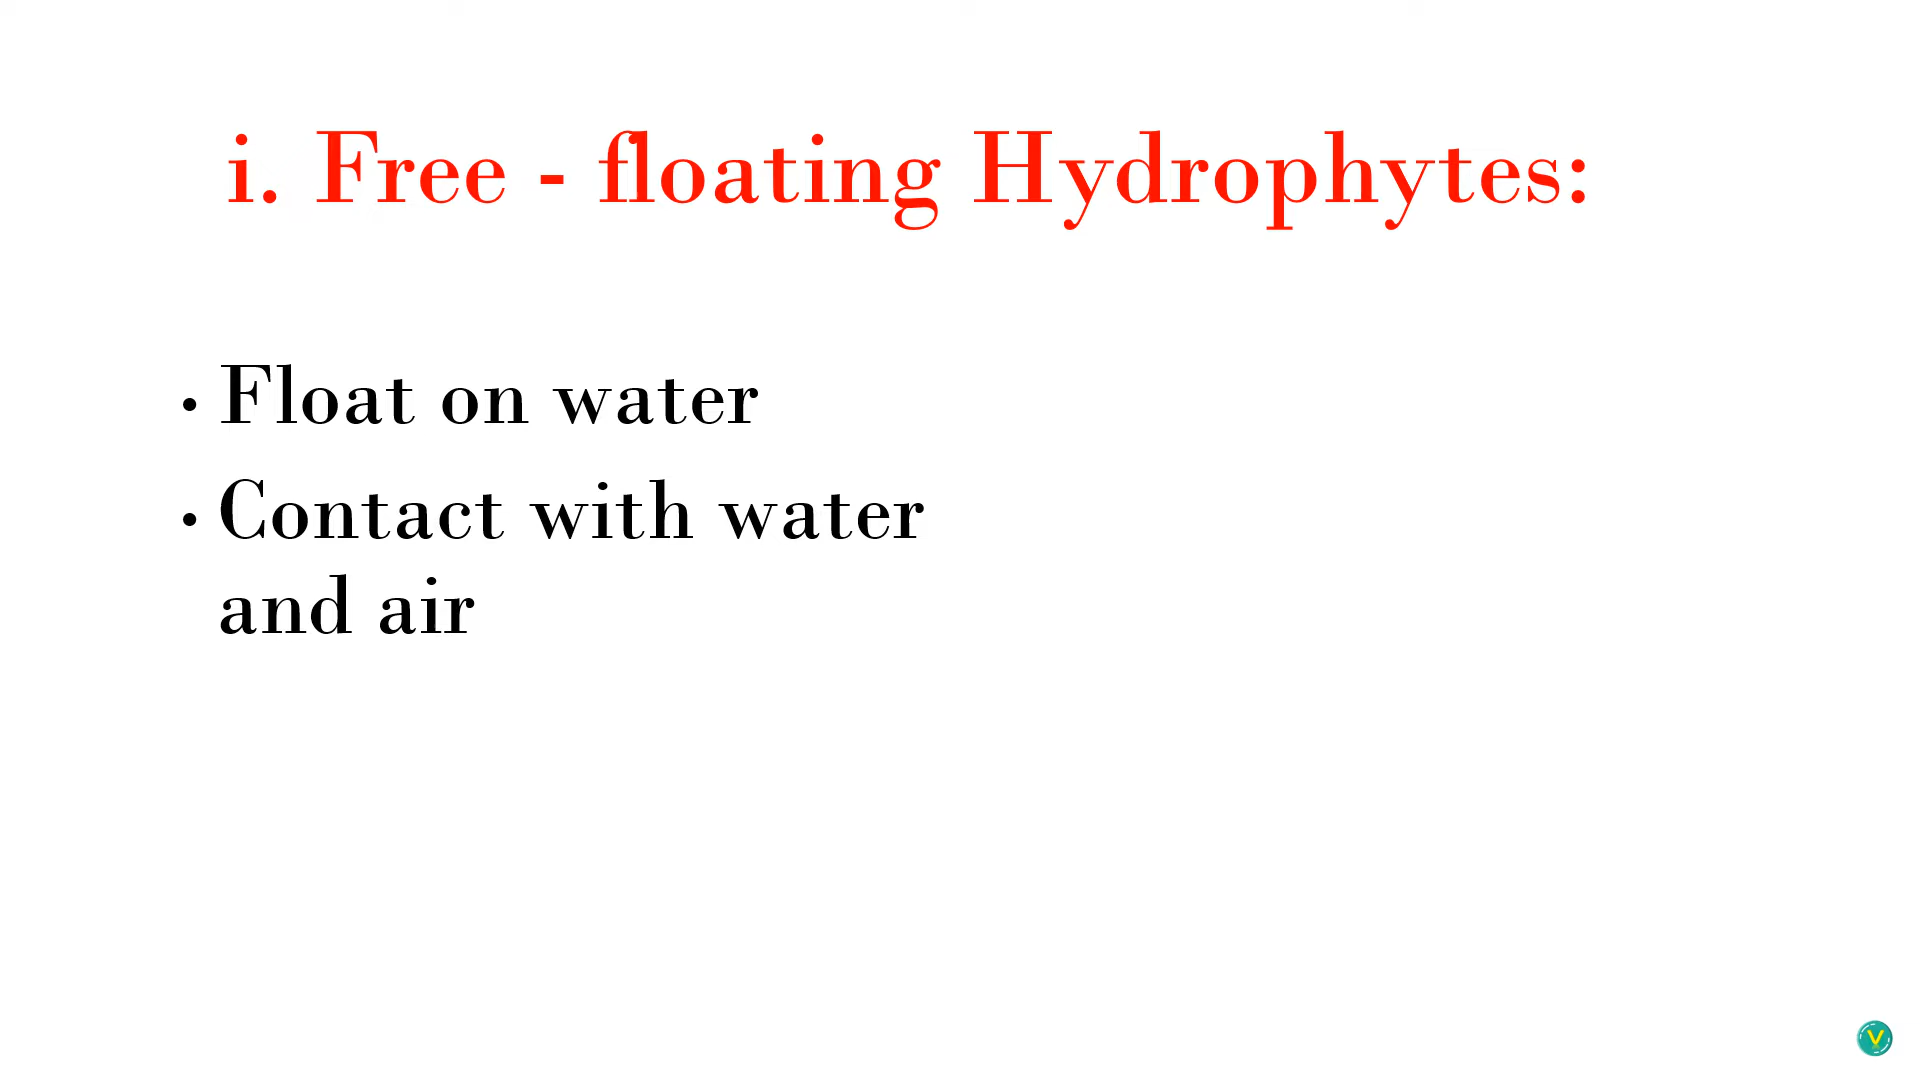 i. Free - floating Hydrophytes:
• Float on water
• Contact with water
and air
V